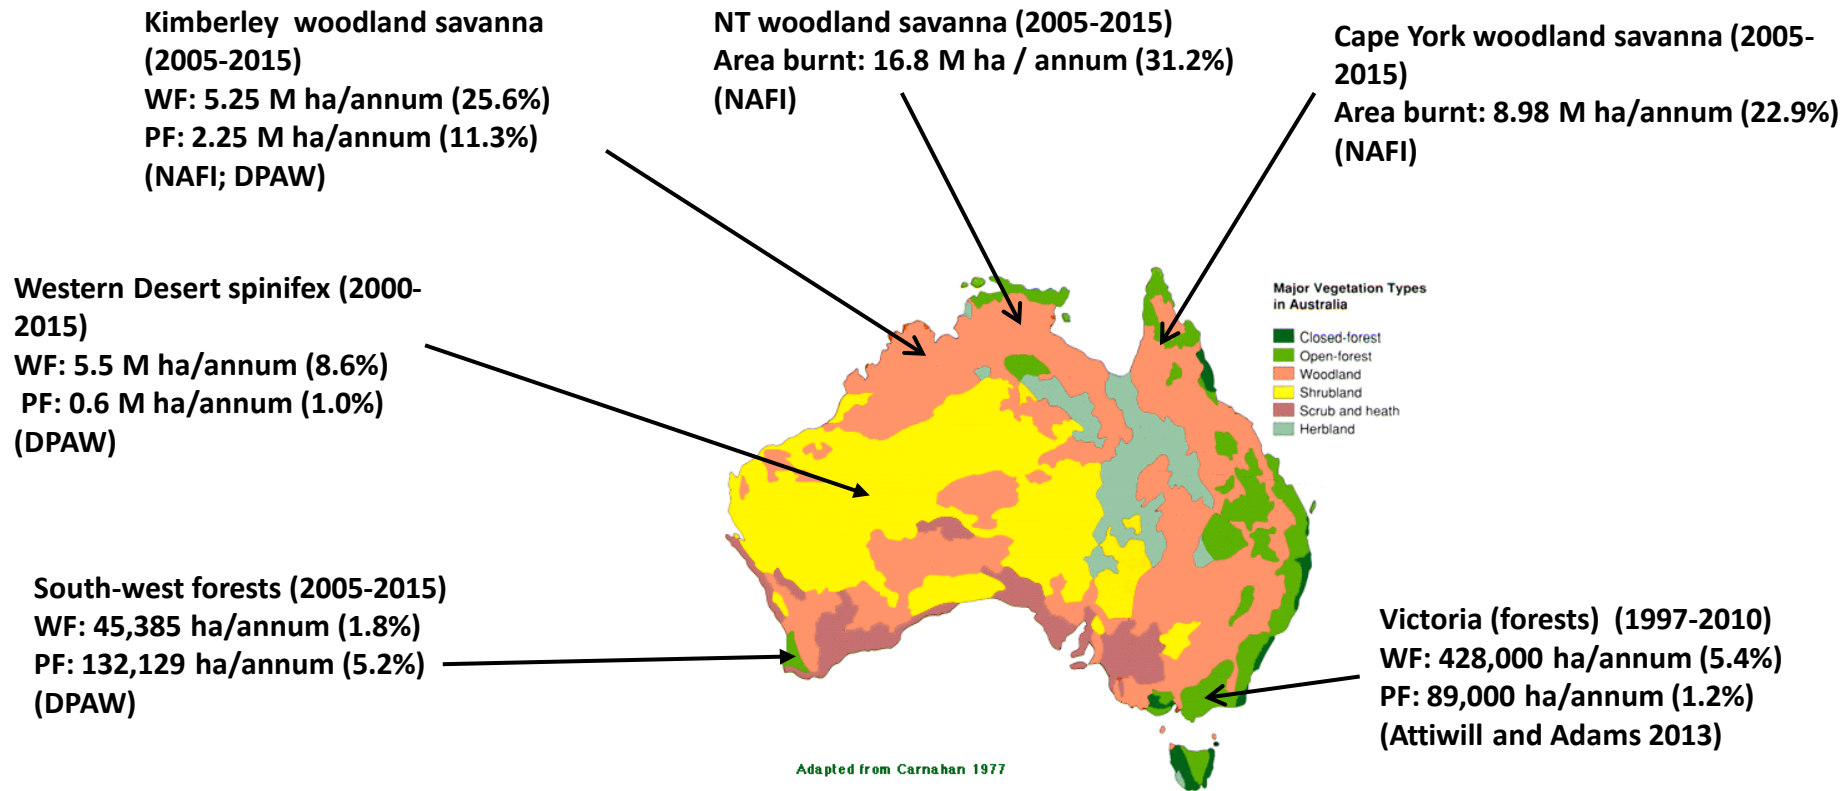 Kimberley  woodland savanna
(2005-2015)
WF: 5.25 M ha/annum (25.6%)
PF: 2.25 M ha/annum (11.3%)
(NAFI; DPAW)
NT woodland savanna (2005-2015)
Area burnt: 16.8 M ha / annum (31.2%)
(NAFI)
Cape York woodland savanna (2005-
2015)
Area burnt: 8.98 M ha/annum (22.9%)
(NAFI)
Western Desert spinifex (2000-
2015)
WF: 5.5 M ha/annum (8.6%)
PF: 0.6 M ha/annum (1.0%)
(DPAW)
Major Vegetation Types
in Australia
Closed-forest
Open-forest
Woodland
Shrubland
Scrub and heath
Herbland
South-west forests (2005-2015)
WF: 45,385 ha/annum (1.8%)
PF: 132,129 ha/annum (5.2%)
(DPAW)
Victoria (forests)  (1997-2010)
WF: 428,000 ha/annum (5.4%)
PF: 89,000 ha/annum (1.2%)
(Attiwill and Adams 2013)
Adapted from Carnahan 1977